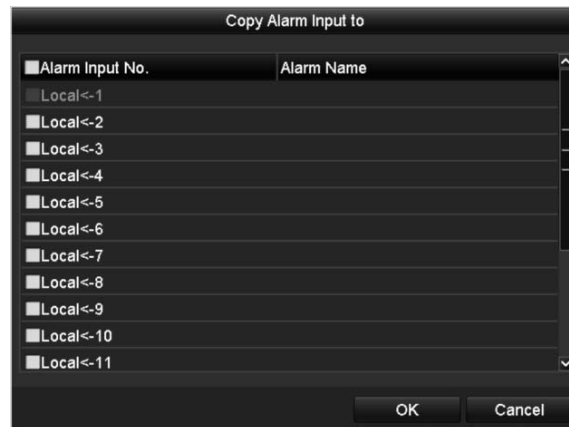 Copy Alarm Input to
Alarm Input No. Alarm Name
Local<-1
Local<-2
Local<-3
Local<-4
Local<-5
Local<-6
Local<-7
Local<-8
Local<-9
Local<-10
Local<-11
OK Cancel